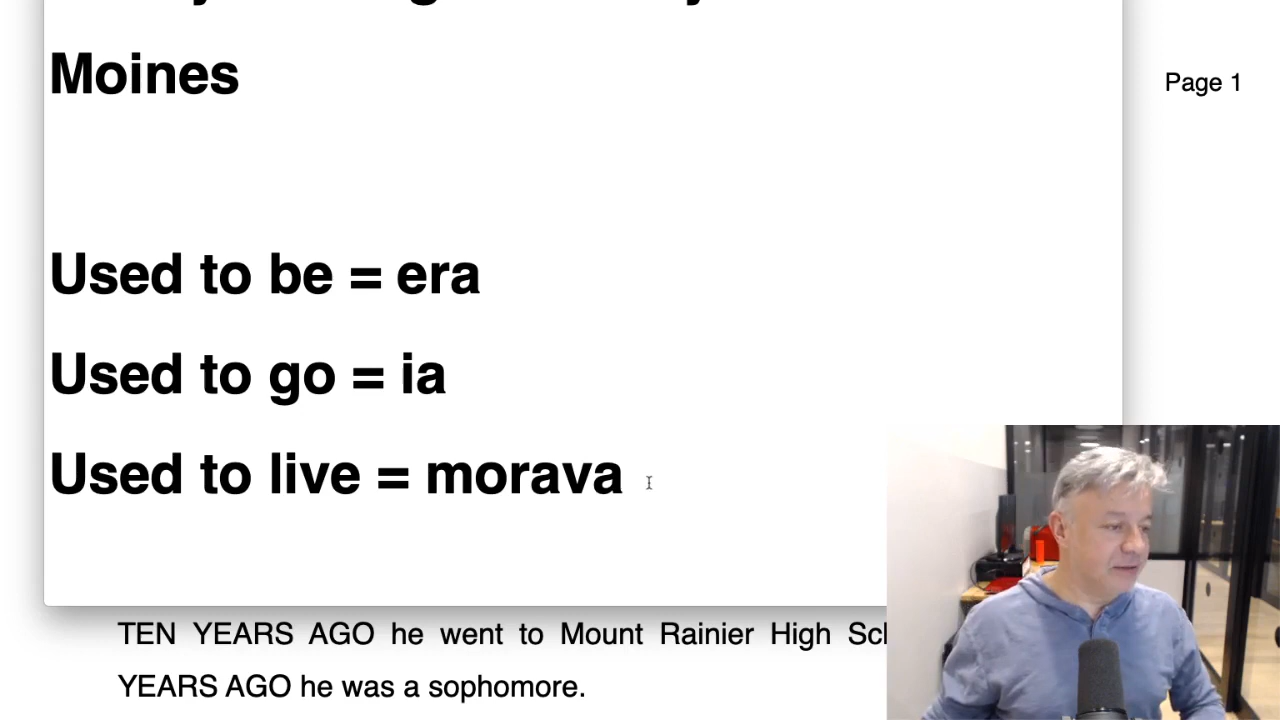 Moines
Page 1
Used to be = era
Used to go = ia
Used to live = morava
TEN YEARS AGO he went to Mount Rainier High
YEARS AGO he was a sophomore.